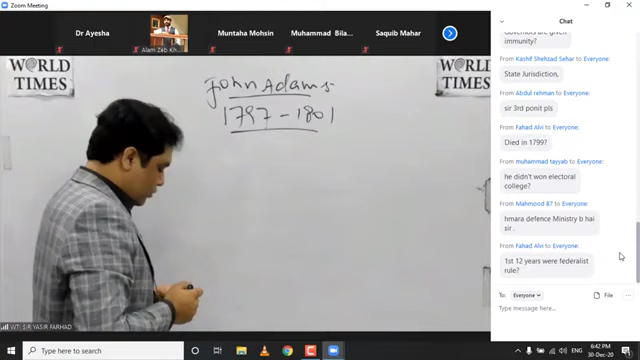 Zoom Meeting
Dr Ayesha
Alam Zeb Kh...
Muntaha Mohsin
Muhammad Bila...
Saquib Mahar
W@RLD
TIMES
W@RLD
TIMES
John Adams
1797-1801
WT: SIR YASIR FARHAD
Chat
Governors are given
immunity?
From Kashif Shehzad Sehar to Everyone:
State Jurisdiction,
From Abdul rehman to Everyone:
sir 3rd ponit pls
From Fahad Alvi to Everyone:
Died in 1799?
From muhammad tayyab to Everyone:
he didn't won electoral
college?
From Mahmood 87 to Everyone:
hmara defence Ministry b hai
sir .
From Fahad Alvi to Everyone:
1st 12 years were federalist
rule?
To: Everyone
File
Type message here...
Type here to search
ENG
6:42 PM
30-Dec-20